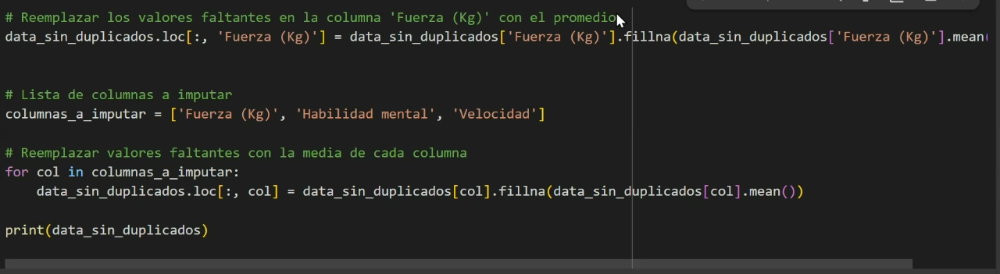 # Reemplazar los valores faltantes en la columna 'Fuerza (Kg)' con el promedio
data_sin_duplicados.loc[:, 'Fuerza (Kg)'] = data_sin_duplicados['Fuerza (Kg)'].fillna(data_sin_duplicados['Fuerza (Kg)'].mean(
# Lista de columnas a imputar
columnas_a_imputar = ['Fuerza (Kg)', 'Habilidad mental', 'Velocidad']
# Reemplazar valores faltantes con la media de cada columna
for col in columnas_a_imputar:
    data_sin_duplicados.loc[:, col] = data_sin_duplicados[col].fillna(data_sin_duplicados[col].mean())
print(data_sin_duplicados)